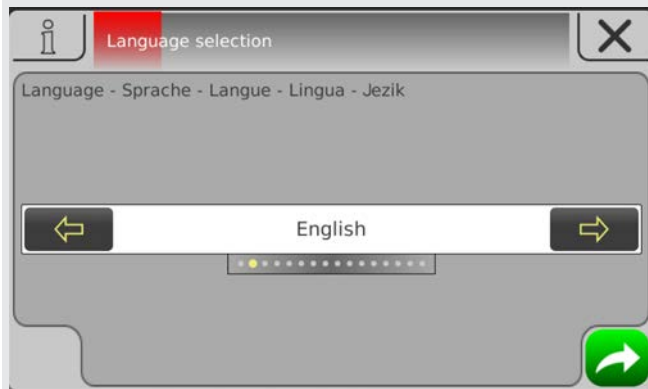 Language selection
Language - Sprache - Langue - Lingua - Jezik
English